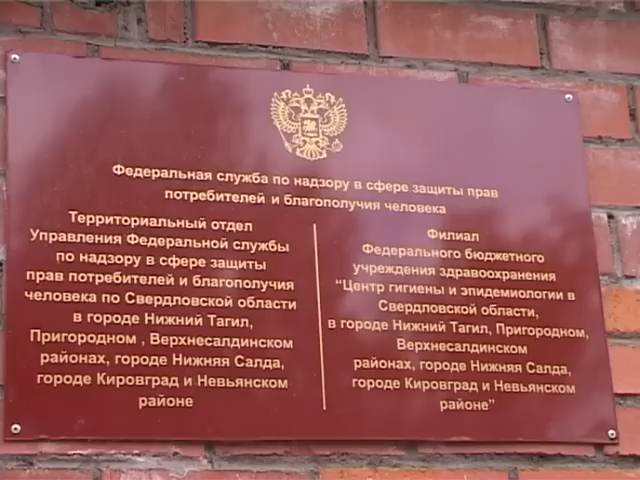 Федеральная служба по надзору в сфере защиты прав
потребителей и благополучия человека
Территориальный отдел
Управления Федеральной службы
по надзору в сфере защиты
прав потребителей и благополучия
человека по Свердловской области
в городе Нижний Тагил,
Пригородном , Верхнесалдинском
районах, городе Нижняя Салда,
городе Кировград и Невьянском
районе
Филиал
Федерального бюджетного
учреждения здравоохранения
“Центр гигиены и эпидемиологии в
Свердловской области,
в городе Нижний Тагил, Пригородном,
Верхнесалдинском
районах, городе Нижняя Салда,
городе Кировград и Невьянском
районе”